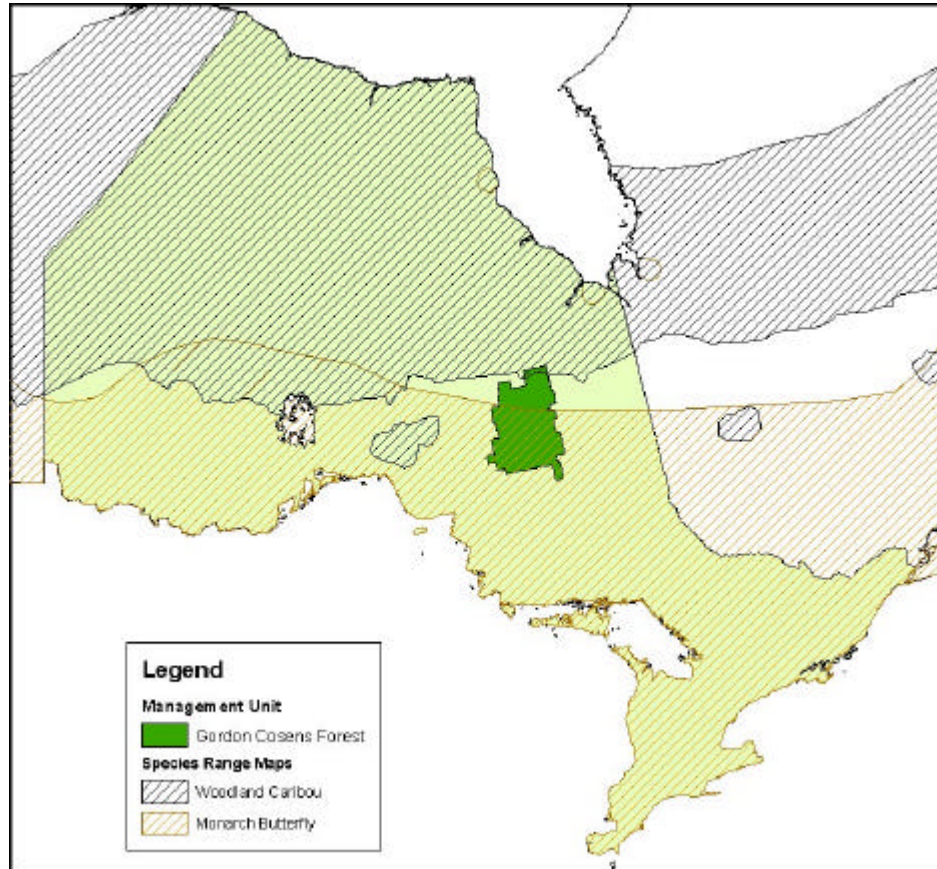 Legend
Management Unit
Gordon Cosens Forest
Species Range Maps
Woodland Caribou
Monarch Butterfly